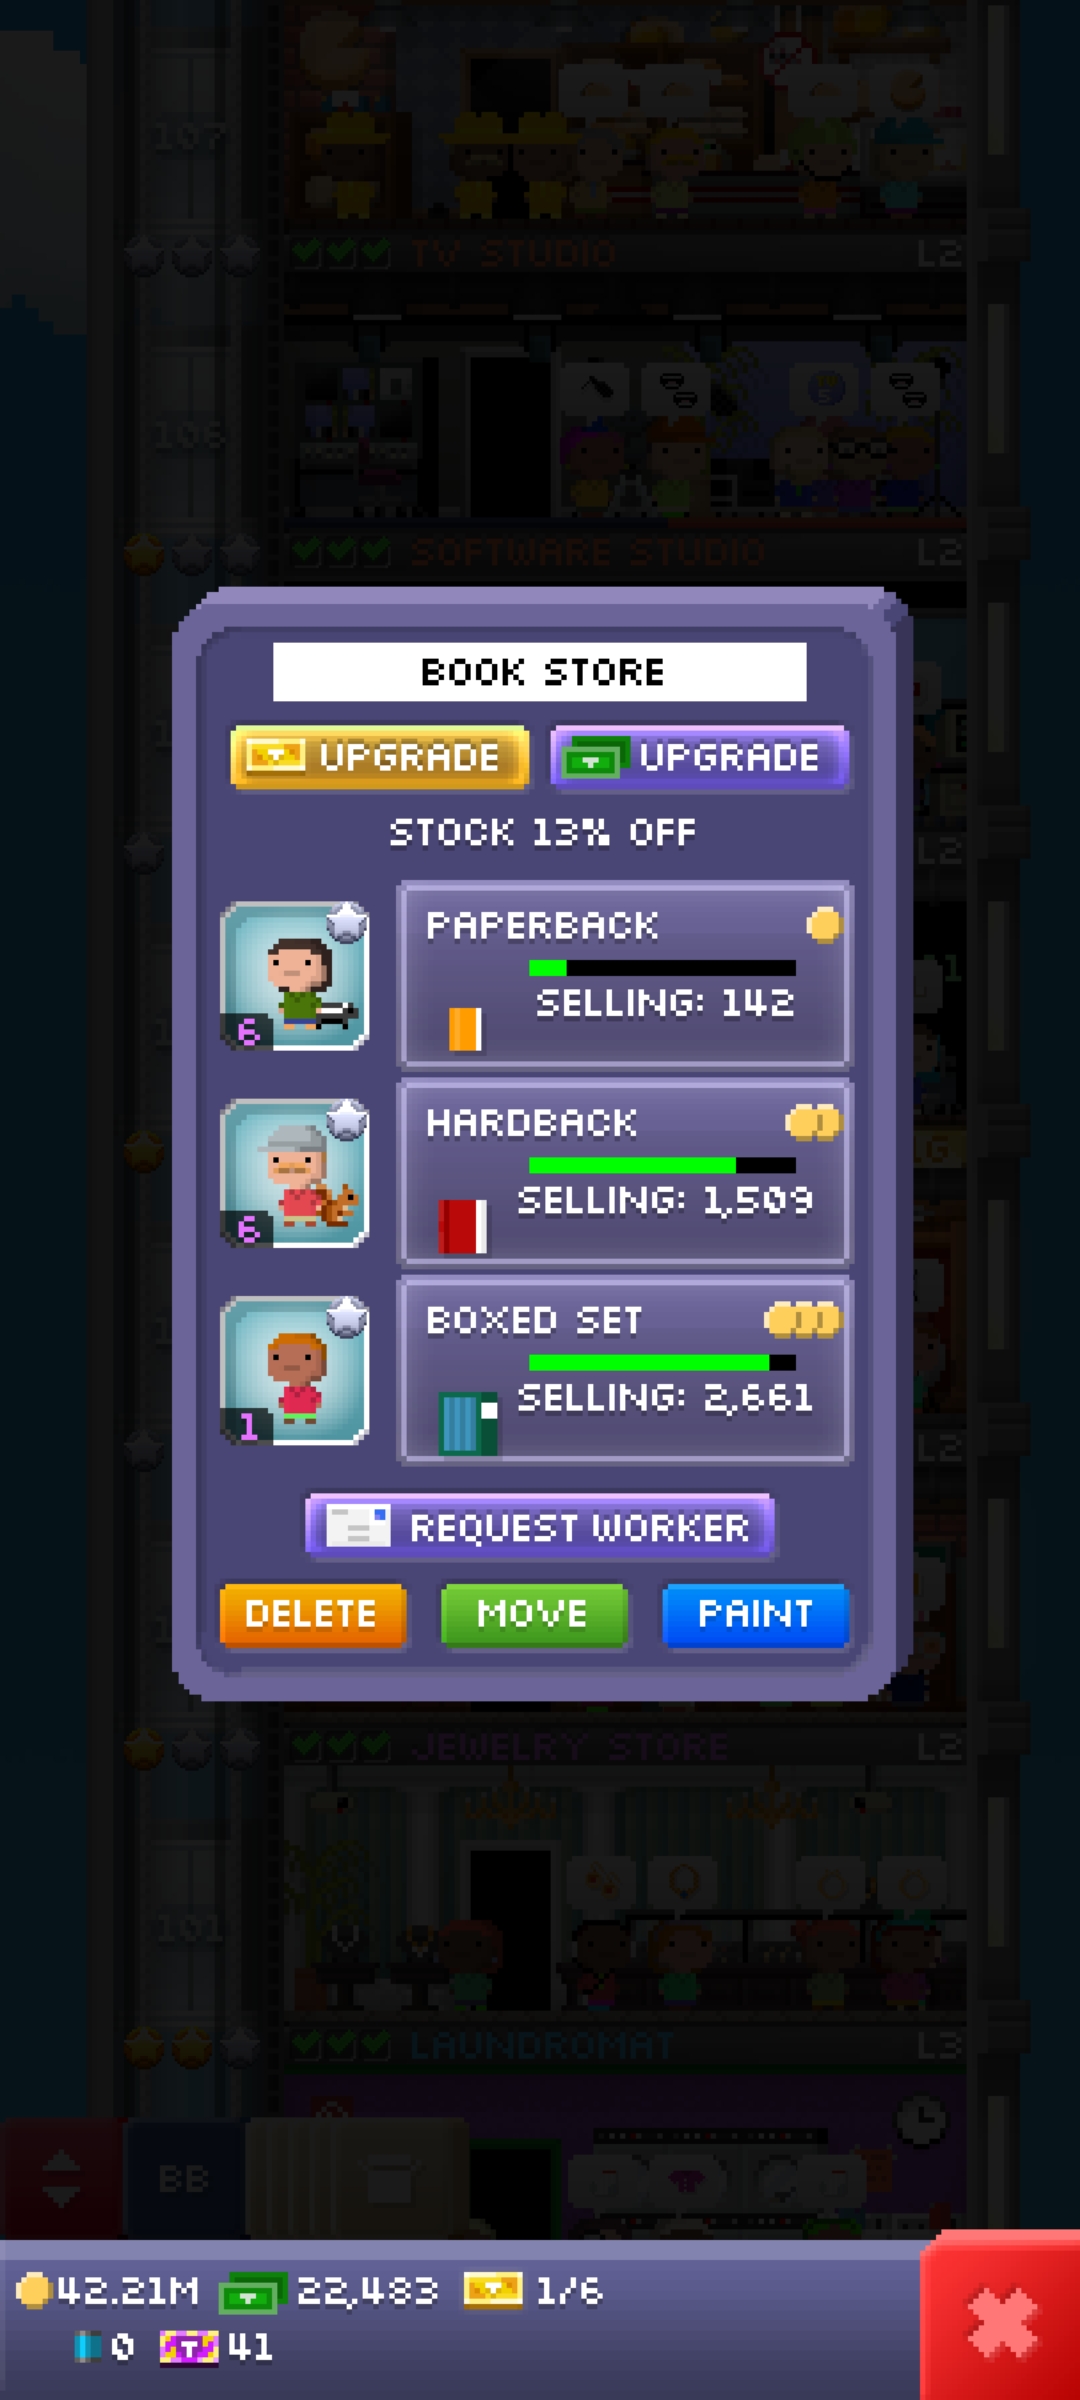 107
TV STUDIO L2
106
SOFTWARE STUDIO L2
BOOK STORE
UPGRADE UPGRADE
STOCK 13% OFF
PAPERBACK
SELLING: 142
6
HARDBACK
SELLING: 1,509
6
BOXED SET
SELLING: 2,661
1
REQUEST WORKER
DELETE MOVE PAINT
JEWELRY STORE L2
101
LAUNDROMAT L3
BB
42.21M 22,483 1/6
0 41